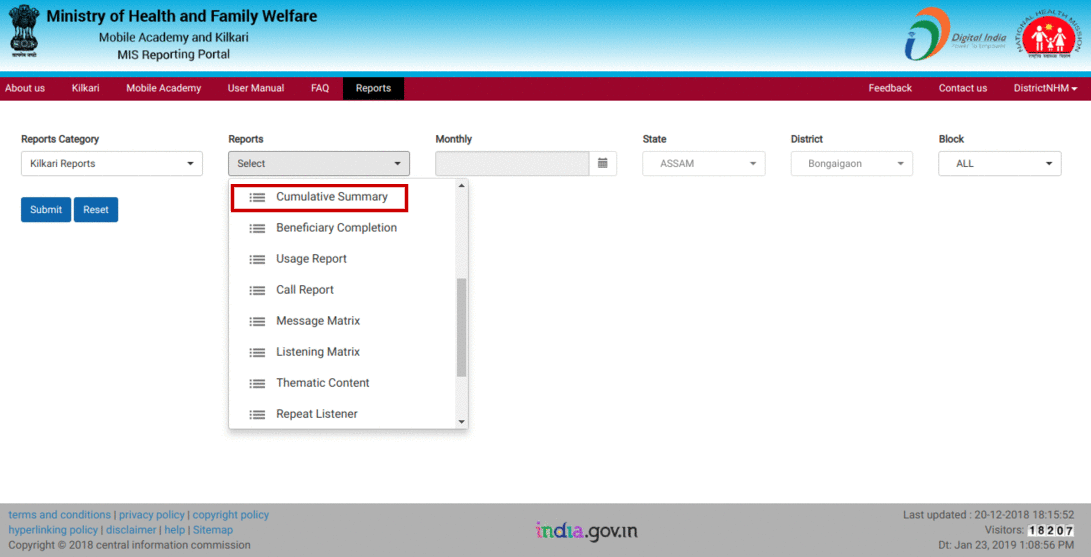 Ministry of Health and Family Welfare
Mobile Academy and Kilkari
MIS Reporting Portal
Digital India
Power To Empower
NATIONAL HEALTH MISSION
About us Kilkari Mobile Academy User Manual FAQ Reports Feedback Contact us DistrictNHM
Reports Category Reports Monthly State District Block
Kilkari Reports Select ASSAM Bongaigaon ALL
Submit Reset
Cumulative Summary
Beneficiary Completion
Usage Report
Call Report
Message Matrix
Listening Matrix
Thematic Content
Repeat Listener
terms and conditions | privacy policy | copyright policy
hyperlinking policy | disclaimer | help | Sitemap
Copyright © 2018 central information commission
india.gov.in
Last updated : 20-12-2018 18:15:52
Visitors: 18207
Dt: Jan 23, 2019 1:08:56 PM